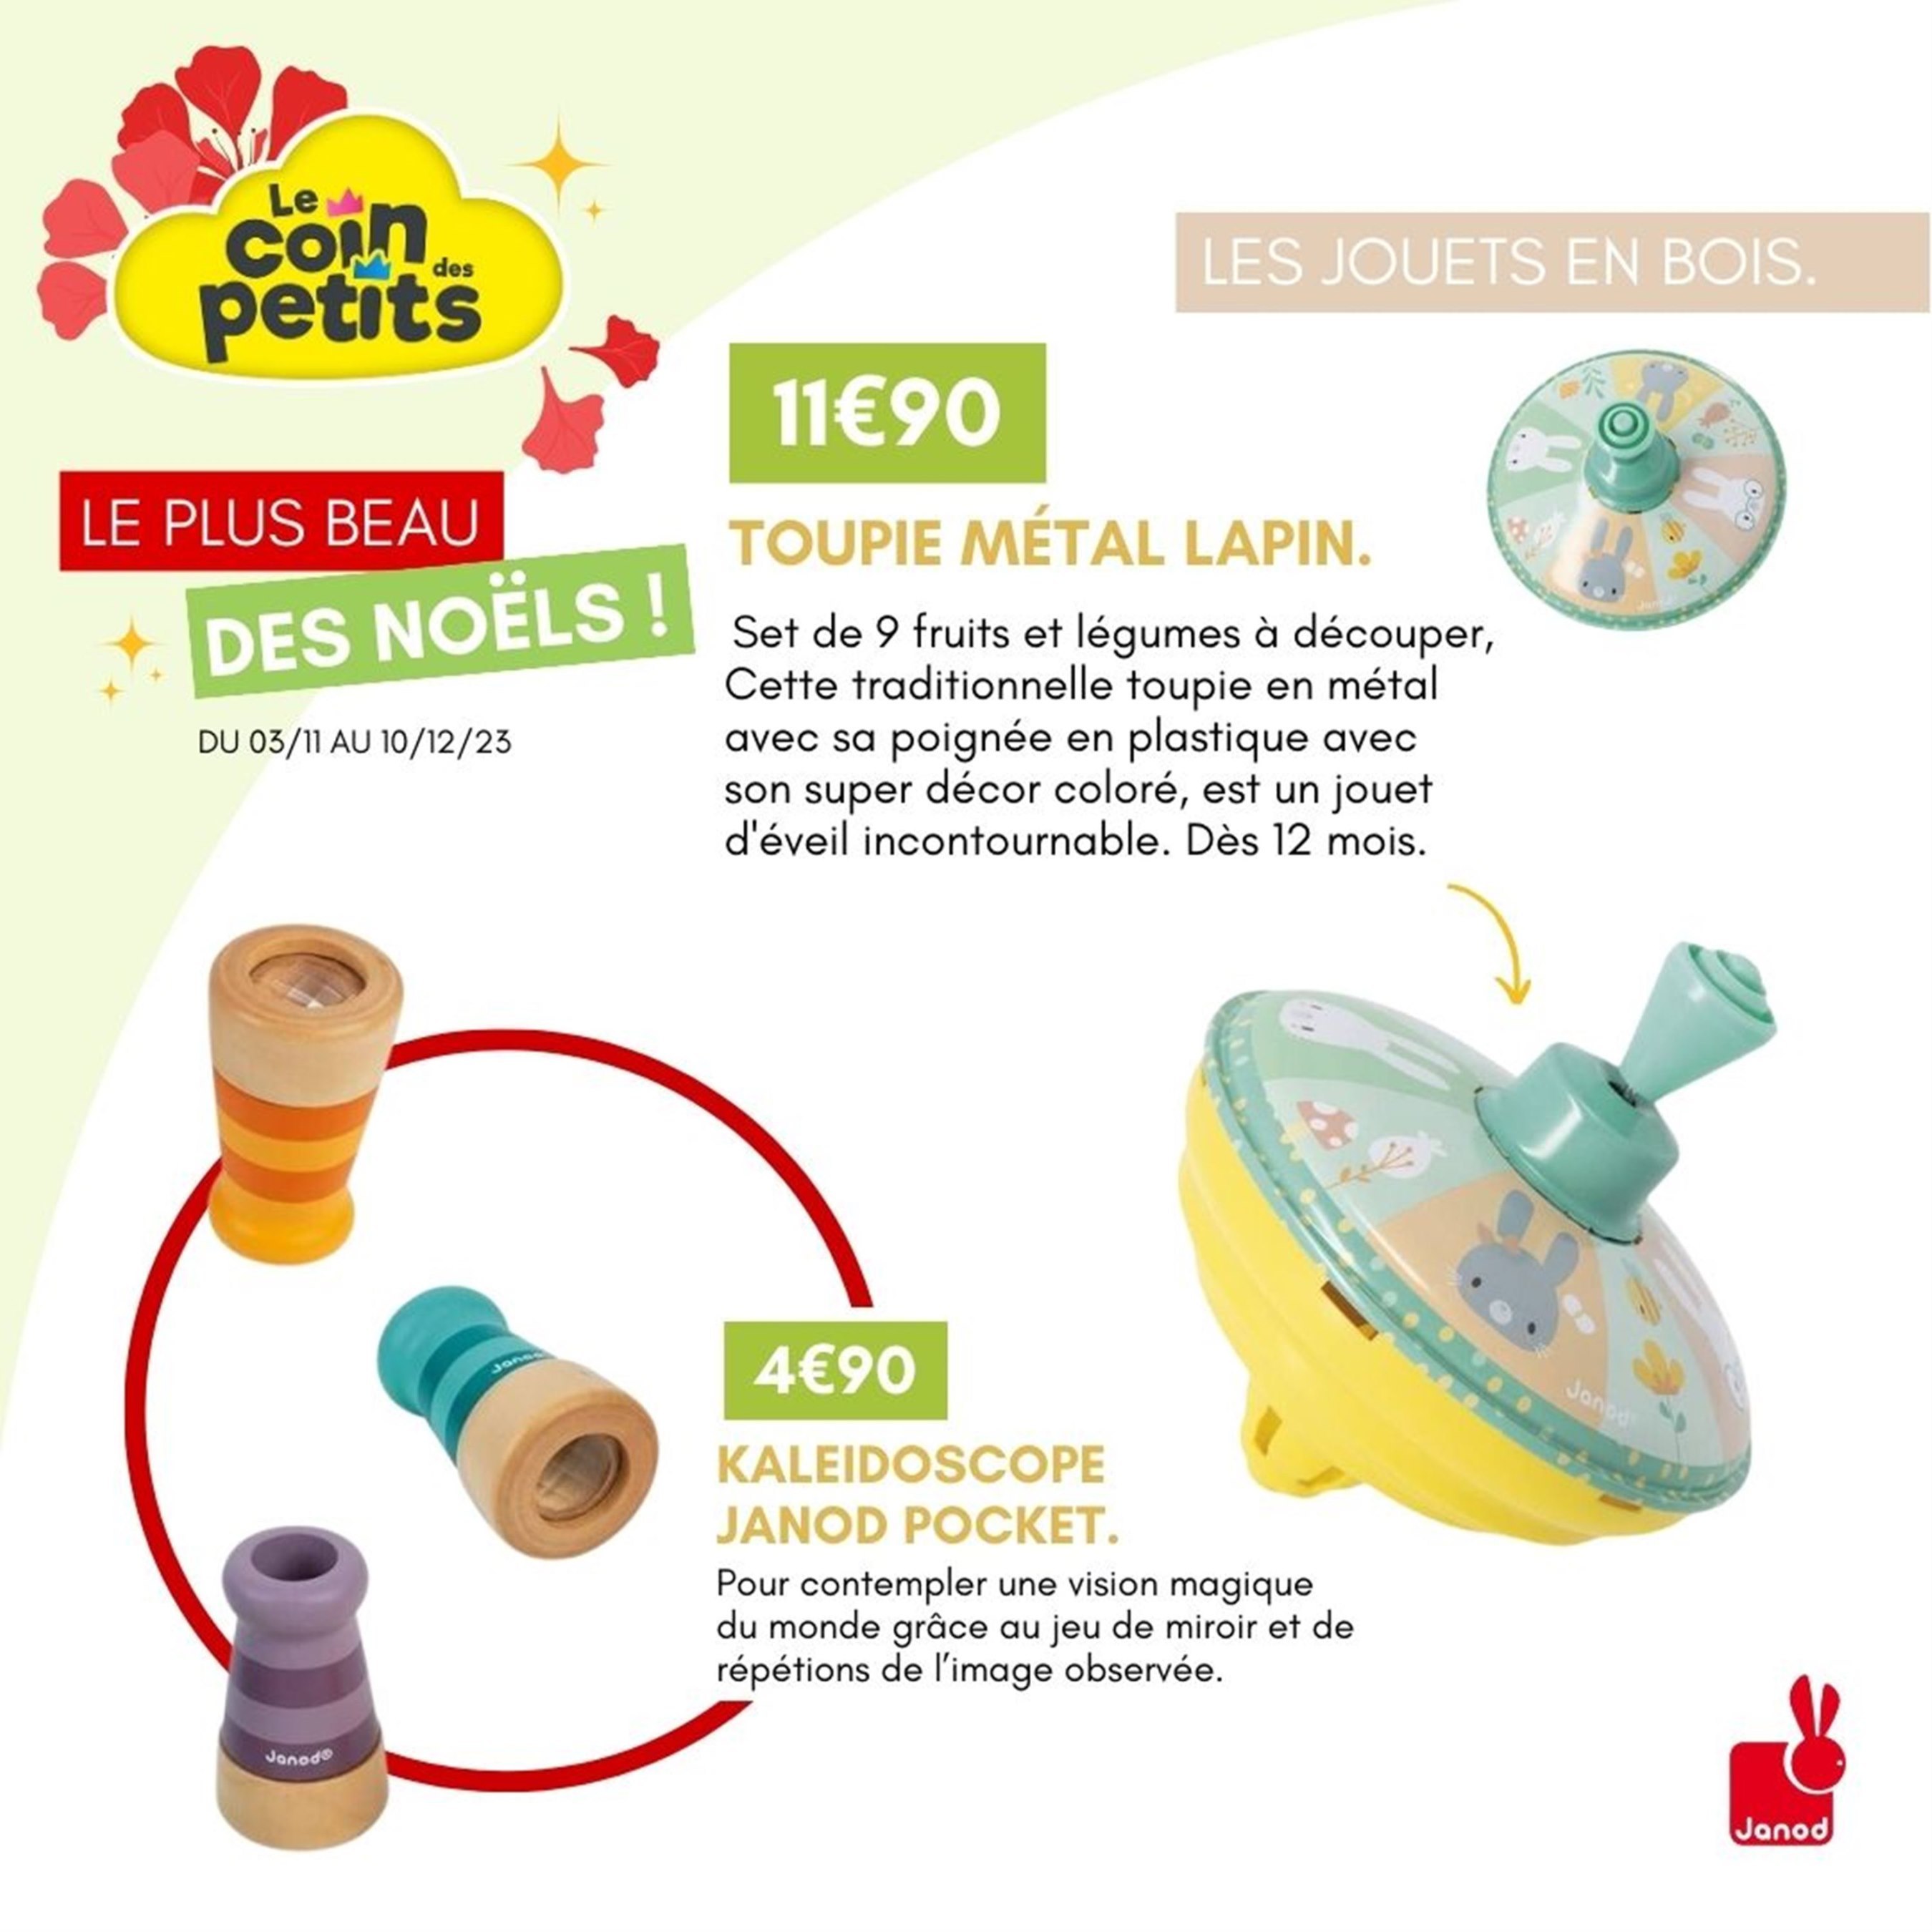 Le
coin
des
petits
LES JOUETS EN BOIS.
LE PLUS BEAU
DES NOËLS !
DU 03/11 AU 10/12/23
11€90
TOUPIE MÉTAL LAPIN.
Set de 9 fruits et légumes à découper,
Cette traditionnelle toupie en métal
avec sa poignée en plastique avec
son super décor coloré, est un jouet
d'éveil incontournable. Dès 12 mois.
Janod
4€90
KALEIDOSCOPE
JANOD POCKET.
Pour contempler une vision magique
du monde grâce au jeu de miroir et de
répétions de l'image observée.
Janod
Janod®
Janod